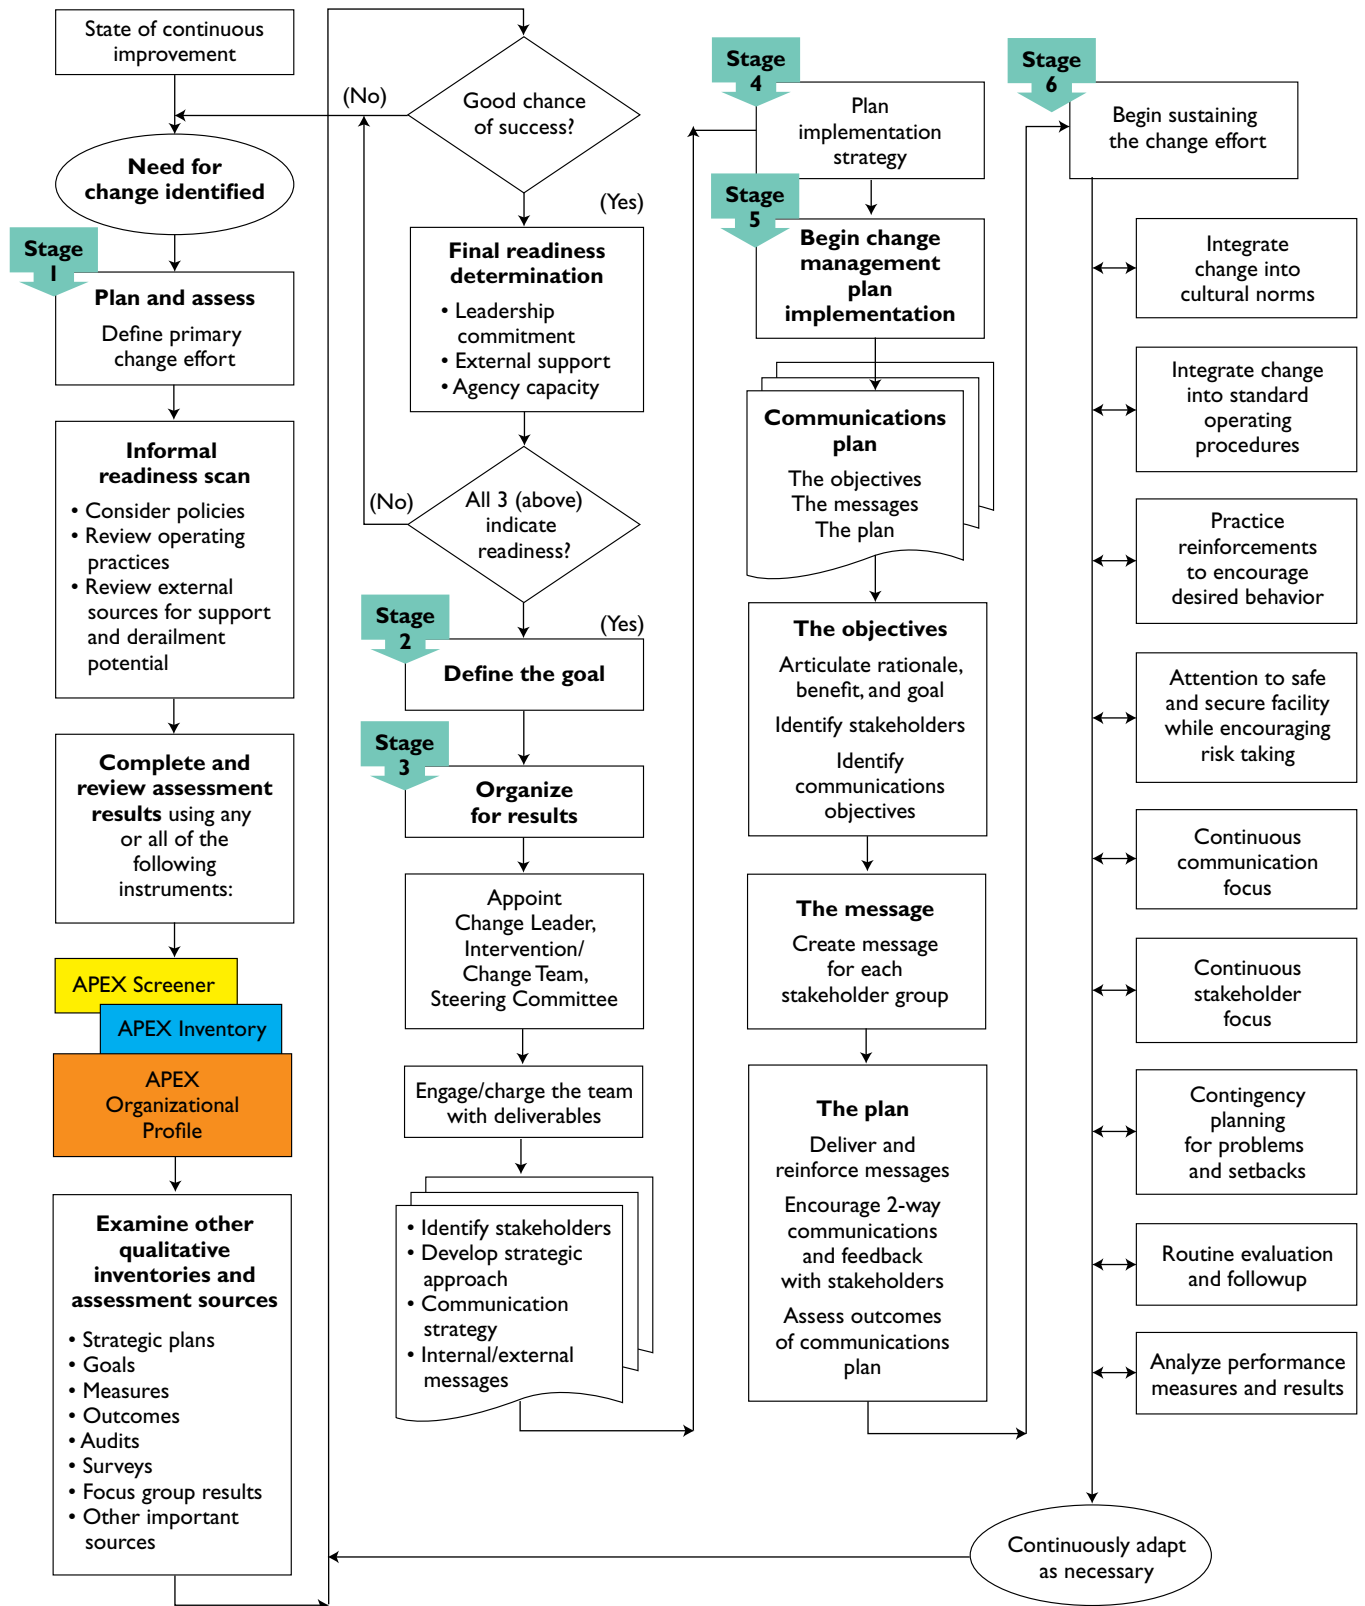 State of continuous
improvement
Need for
change identified
Stage
1
Plan and assess
Define primary
change effort
Informal
readiness scan
• Consider policies
• Review operating
practices
• Review external
sources for support
and derailment
potential
Complete and
review assessment
results using any
or all of the
following
instruments:
APEX Screener
APEX Inventory
APEX
Organizational
Profile
Examine other
qualitative
inventories and
assessment sources
• Strategic plans
• Goals
• Measures
• Outcomes
• Audits
• Surveys
• Focus group results
• Other important
sources
Good chance
of success?
(No)
(Yes)
Final readiness
determination
• Leadership
commitment
• External support
• Agency capacity
All 3 (above)
indicate
readiness?
(No)
(Yes)
Stage
2
Define the goal
Stage
3
Organize
for results
Appoint
Change Leader,
Intervention/
Change Team,
Steering Committee
Engage/charge the team
with deliverables
• Identify stakeholders
• Develop strategic
approach
• Communication
strategy
• Internal/external
messages
Stage
4
Plan
implementation
strategy
Stage
5
Begin change
management
plan
implementation
Communications
plan
The objectives
The messages
The plan
The objectives
Articulate rationale,
benefit, and goal
Identify stakeholders
Identify
communications
objectives
The message
Create message
for each
stakeholder group
The plan
Deliver and
reinforce messages
Encourage 2-way
communications
and feedback
with stakeholders
Assess outcomes
of communications
plan
Stage
6
Begin sustaining
the change effort
Integrate
change into
cultural norms
Integrate change
into standard
operating
procedures
Practice
reinforcements
to encourage
desired behavior
Attention to safe
and secure facility
while encouraging
risk taking
Continuous
communication
focus
Continuous
stakeholder
focus
Contingency
planning
for problems
and setbacks
Routine evaluation
and followup
Analyze performance
measures and results
Continuously adapt
as necessary